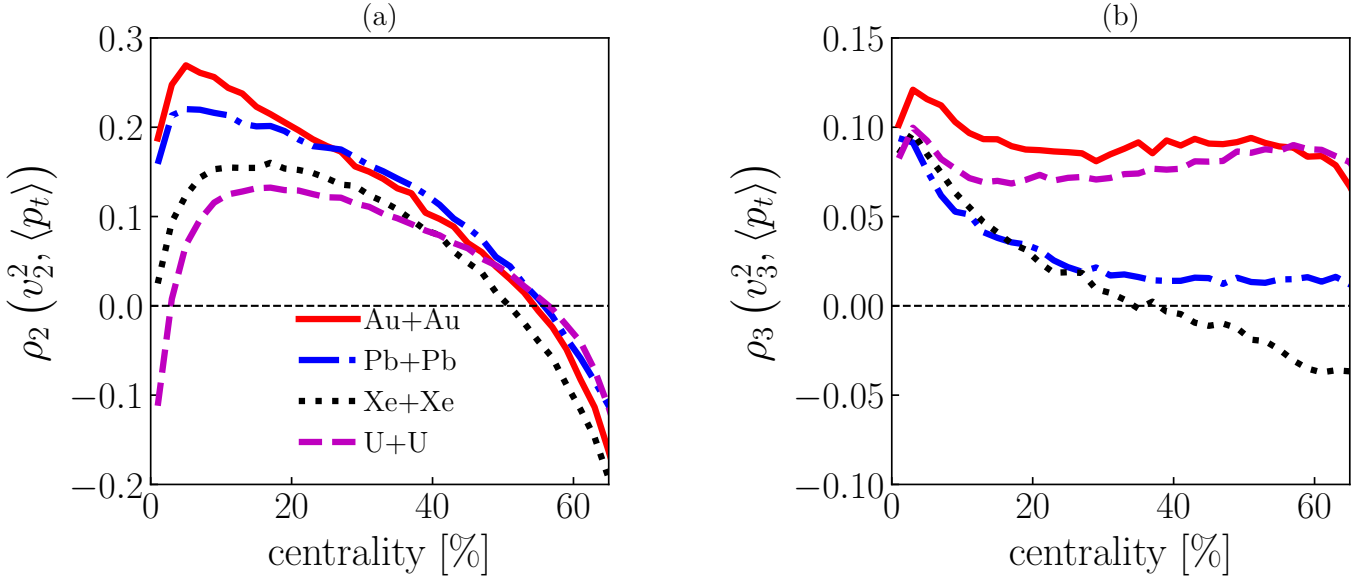 (a)
0.3
0.2
0.1
0.0
−0.1
−0.2
ρ₂ (v₂², ⟨pₜ⟩)
Au+Au
Pb+Pb
Xe+Xe
U+U
0 20 40 60
centrality [%]
(b)
0.15
0.10
0.05
0.00
−0.05
−0.10
ρ₃ (v₃², ⟨pₜ⟩)
0 20 40 60
centrality [%]